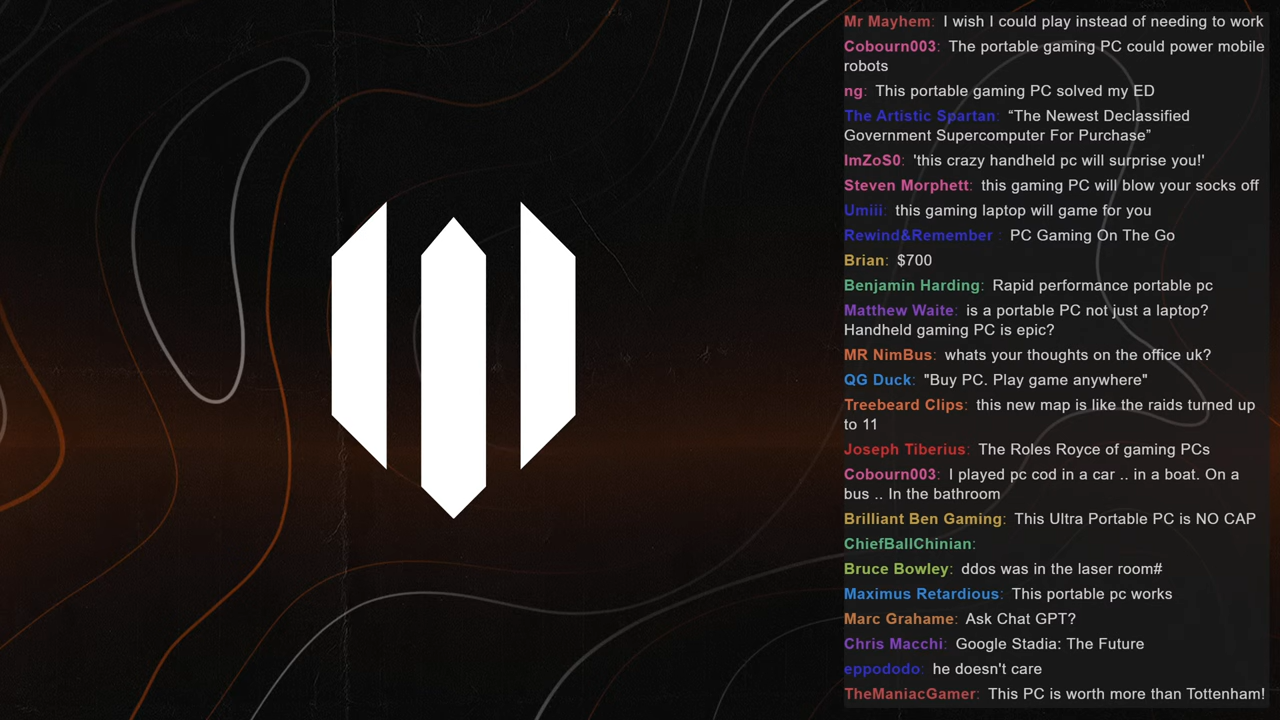 Mr Mayhem: I wish I could play instead of needing to work
Cobourn003: The portable gaming PC could power mobile
robots
ng: This portable gaming PC solved my ED
The Artistic Spartan: “The Newest Declassified
Government Supercomputer For Purchase”
ImZoS0: 'this crazy handheld pc will surprise you!'
Steven Morphett: this gaming PC will blow your socks off
Umiii: this gaming laptop will game for you
Rewind&Remember : PC Gaming On The Go
Brian: $700
Benjamin Harding: Rapid performance portable pc
Matthew Waite: is a portable PC not just a laptop?
Handheld gaming PC is epic?
MR NimBus: whats your thoughts on the office uk?
QG Duck: "Buy PC. Play game anywhere"
Treebeard Clips: this new map is like the raids turned up
to 11
Joseph Tiberius: The Roles Royce of gaming PCs
Cobourn003: I played pc cod in a car .. in a boat. On a
bus .. In the bathroom
Brilliant Ben Gaming: This Ultra Portable PC is NO CAP
ChiefBallChinian:
Bruce Bowley: ddos was in the laser room#
Maximus Retardious: This portable pc works
Marc Grahame: Ask Chat GPT?
Chris Macchi: Google Stadia: The Future
eppododo: he doesn't care
TheManiacGamer: This PC is worth more than Tottenham!